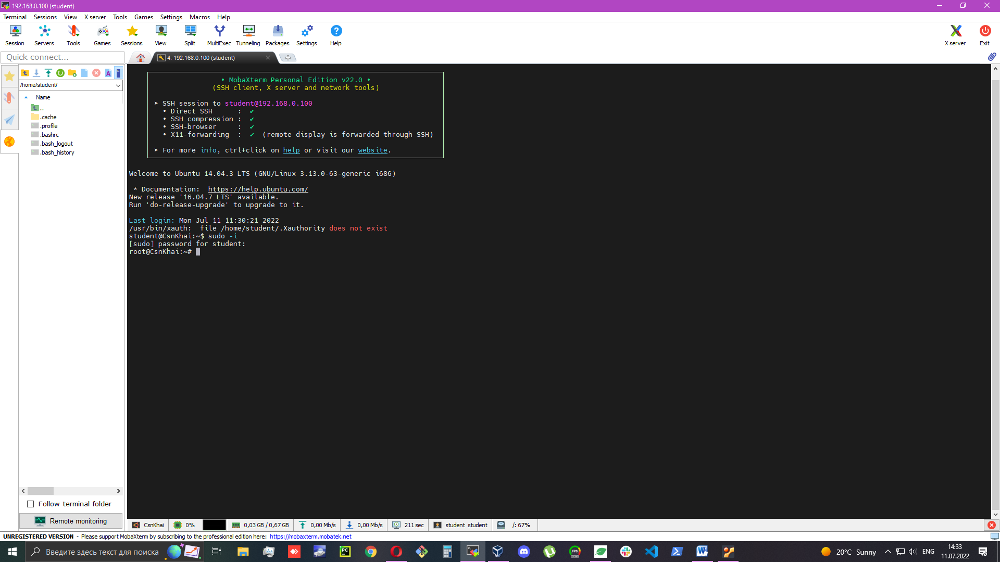 192.168.0.100 (student)
Terminal Sessions View X server Tools Games Settings Macros Help
Session Servers Tools Games Sessions View Split MultiExec Tunneling Packages Settings Help X server Exit
Quick connect...
4. 192.168.0.100 (student)
/home/student/
Name
..
.cache
.profile
.bashrc
.bash_logout
.bash_history
• MobaXterm Personal Edition v22.0 •
(SSH client, X server and network tools)
➤ SSH session to student@192.168.0.100
• Direct SSH : ✔
• SSH compression : ✔
• SSH-browser : ✔
• X11-forwarding : ✔ (remote display is forwarded through SSH)
➤ For more info, ctrl+click on help or visit our website.
Welcome to Ubuntu 14.04.3 LTS (GNU/Linux 3.13.0-63-generic i686)
* Documentation: https://help.ubuntu.com/
New release '16.04.7 LTS' available.
Run 'do-release-upgrade' to upgrade to it.
Last login: Mon Jul 11 11:30:21 2022
/usr/bin/xauth: file /home/student/.Xauthority does not exist
student@CsnKhai:~$ sudo -i
[sudo] password for student:
root@CsnKhai:~#
Follow terminal folder
Remote monitoring
CsnKhai 0% 0,03 GB / 0,67 GB 0,00 Mb/s 0,00 Mb/s 211 sec student student /: 67%
UNREGISTERED VERSION - Please support MobaXterm by subscribing to the professional edition here: https://mobaxterm.mobatek.net
Введите здесь текст для поиска
20°C Sunny
ENG
14:33
11.07.2022